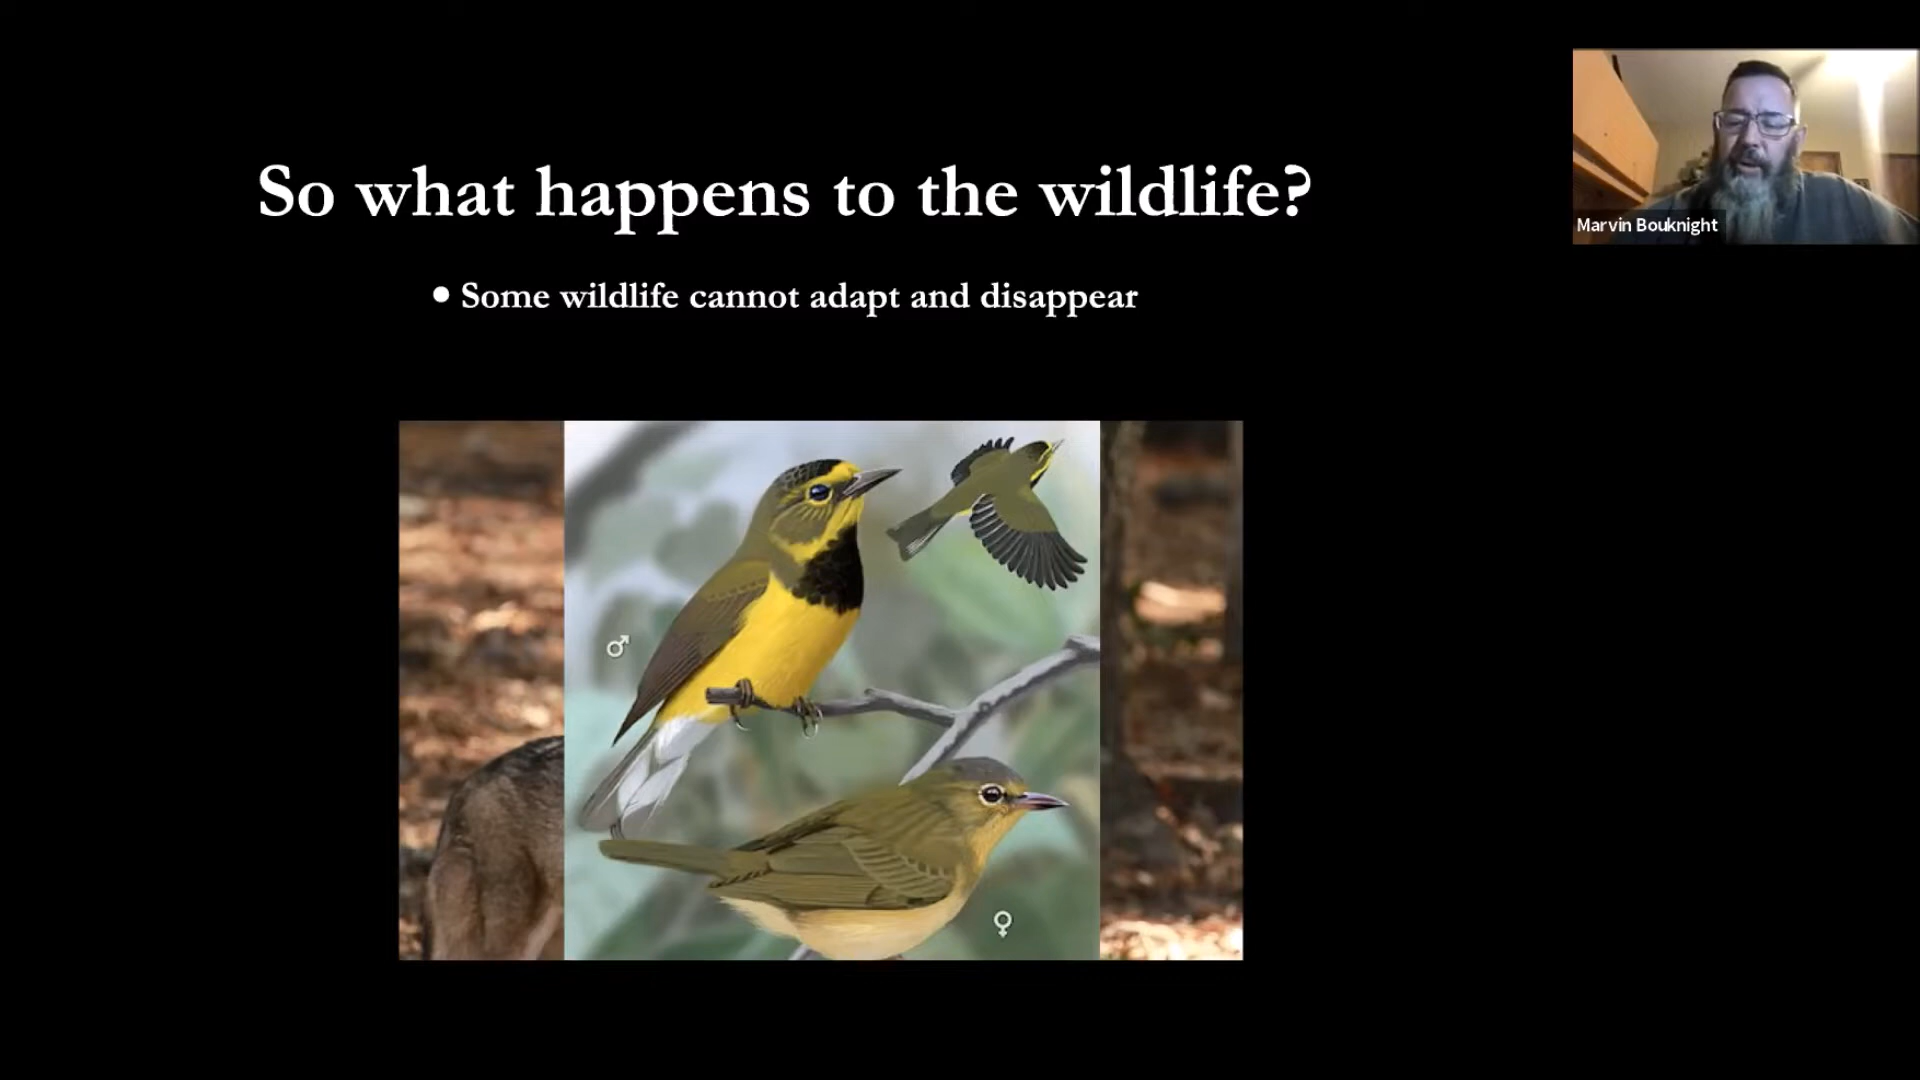 So what happens to the wildlife?
• Some wildlife cannot adapt and disappear
Marvin Bouknight
♂
♀